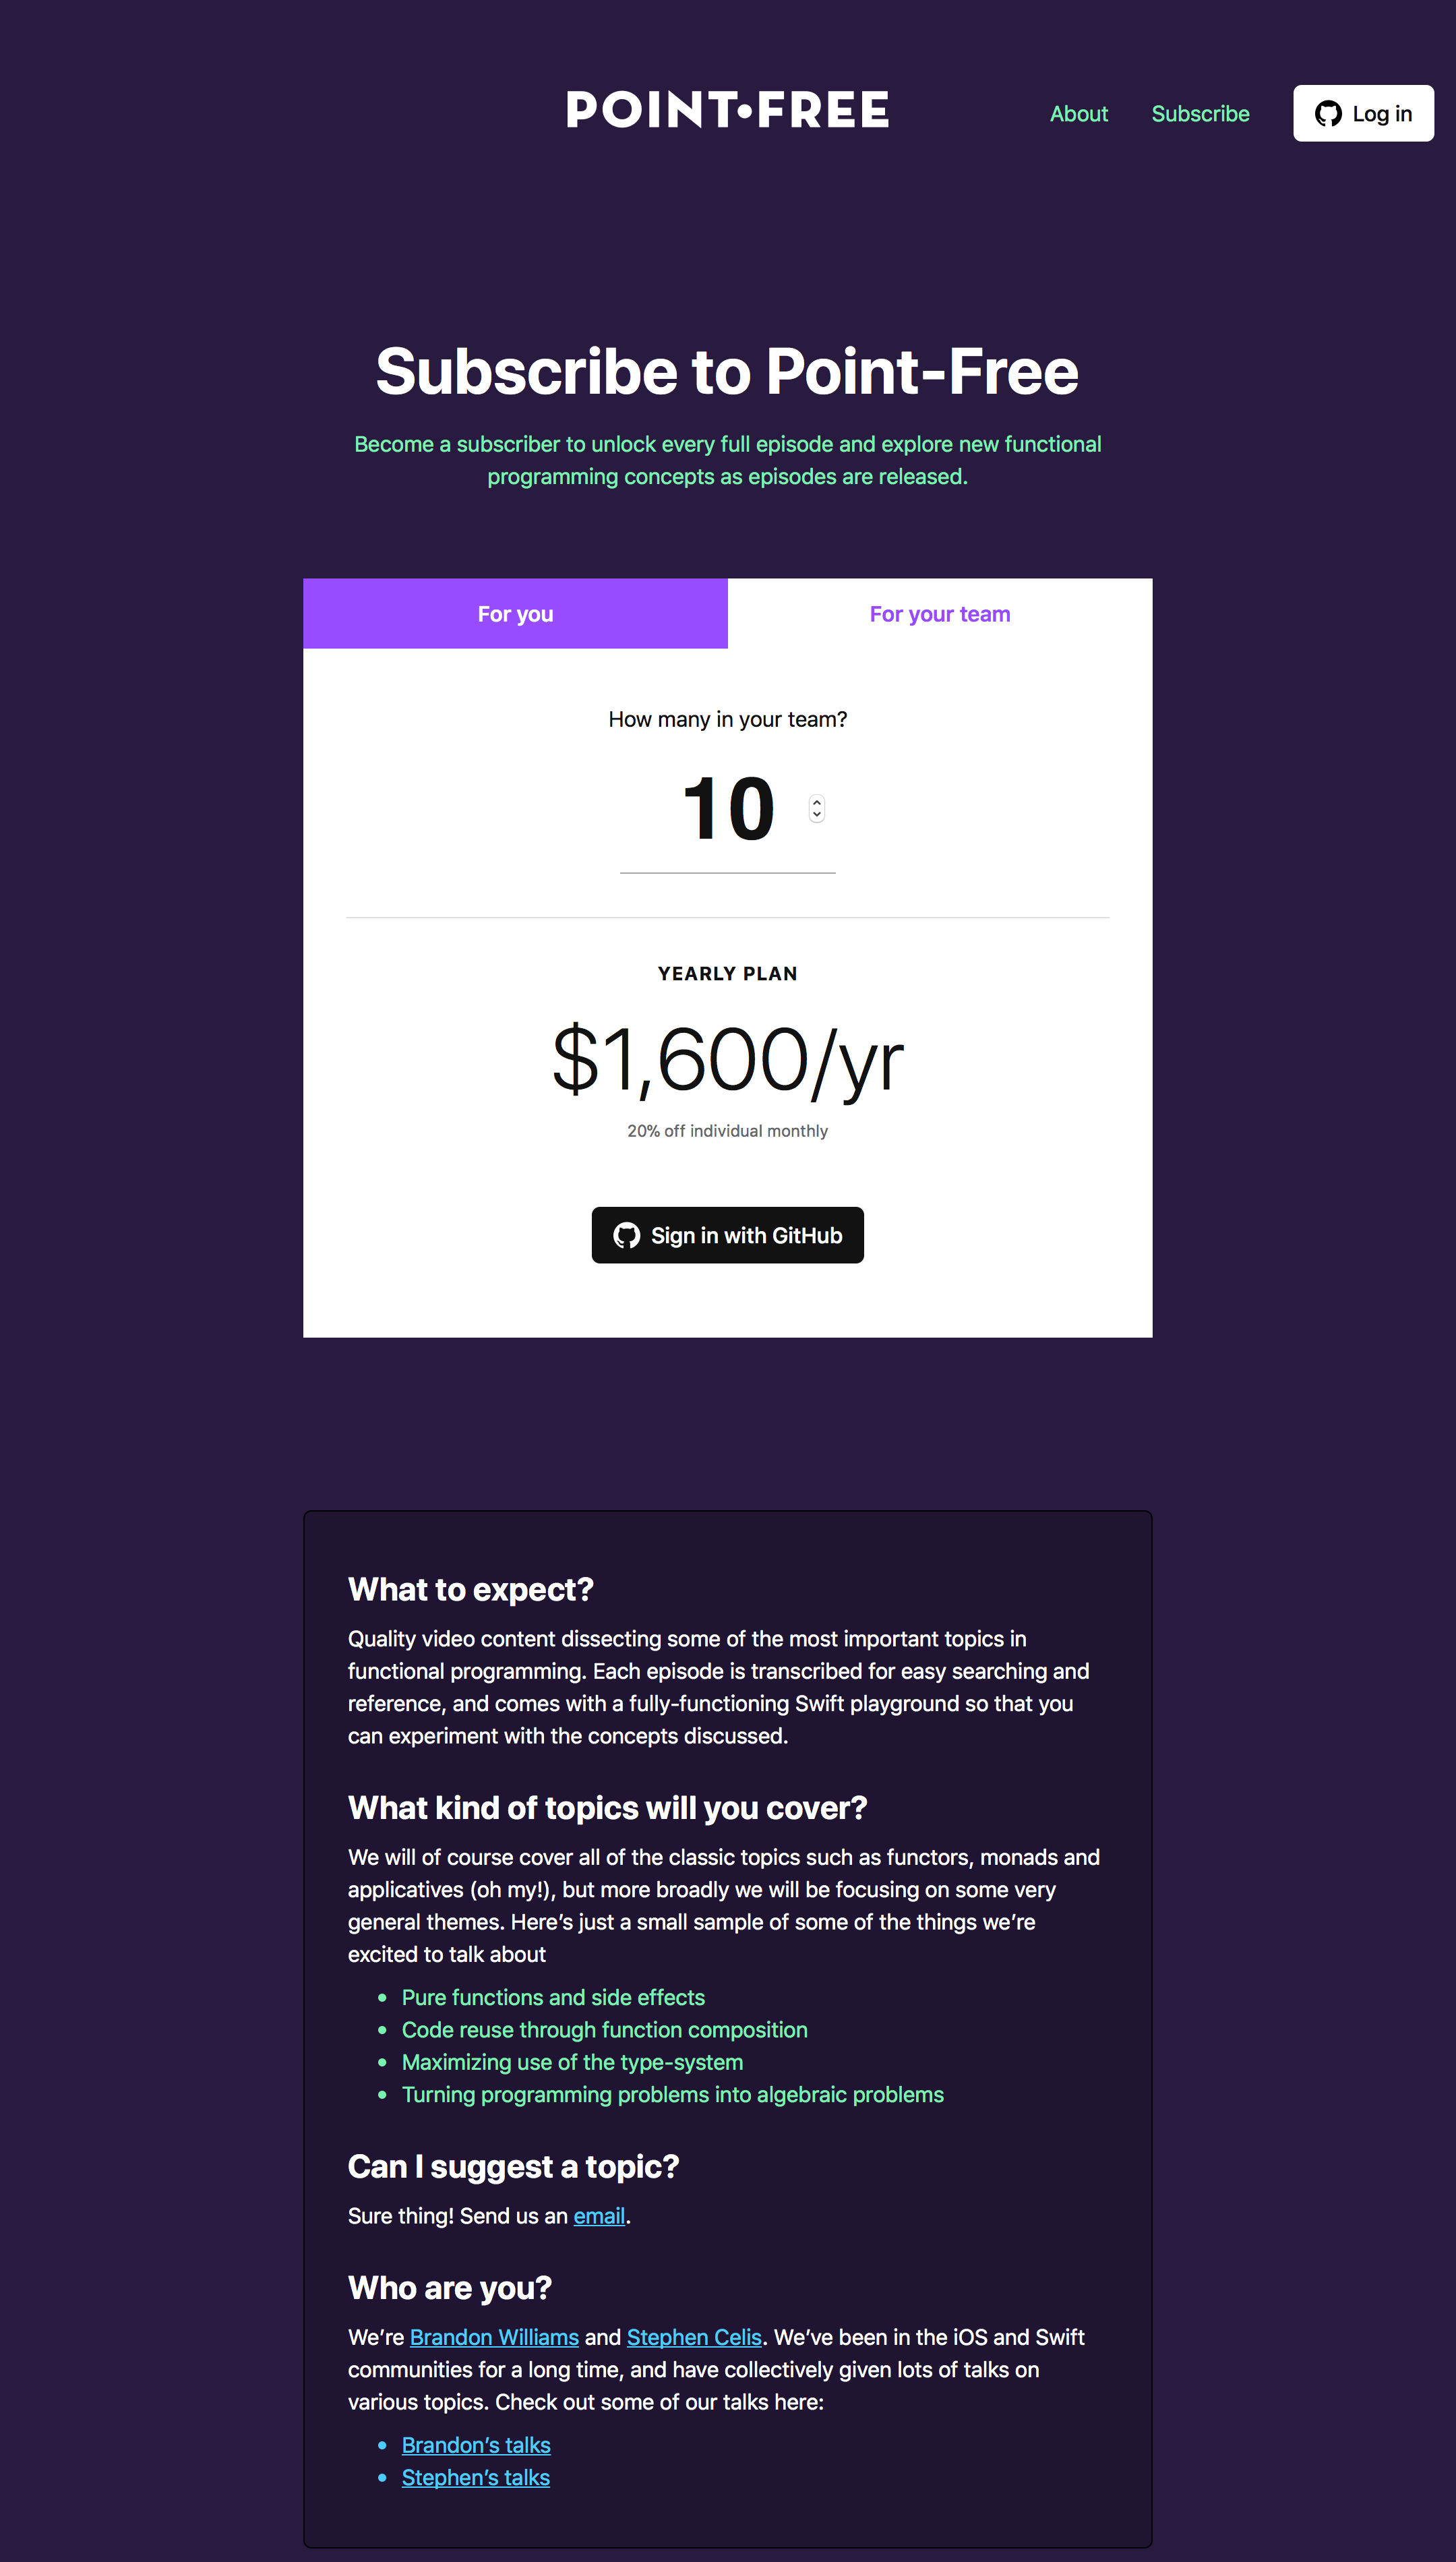 POINT•FREE
About
Subscribe
Log in
Subscribe to Point-Free
Become a subscriber to unlock every full episode and explore new functional
programming concepts as episodes are released.
For you
For your team
How many in your team?
10
YEARLY PLAN
$1,600/yr
20% off individual monthly
Sign in with GitHub
What to expect?
Quality video content dissecting some of the most important topics in
functional programming. Each episode is transcribed for easy searching and
reference, and comes with a fully-functioning Swift playground so that you
can experiment with the concepts discussed.
What kind of topics will you cover?
We will of course cover all of the classic topics such as functors, monads and
applicatives (oh my!), but more broadly we will be focusing on some very
general themes. Here’s just a small sample of some of the things we’re
excited to talk about
• Pure functions and side effects
• Code reuse through function composition
• Maximizing use of the type-system
• Turning programming problems into algebraic problems
Can I suggest a topic?
Sure thing! Send us an email.
Who are you?
We’re Brandon Williams and Stephen Celis. We’ve been in the iOS and Swift
communities for a long time, and have collectively given lots of talks on
various topics. Check out some of our talks here:
• Brandon’s talks
• Stephen’s talks